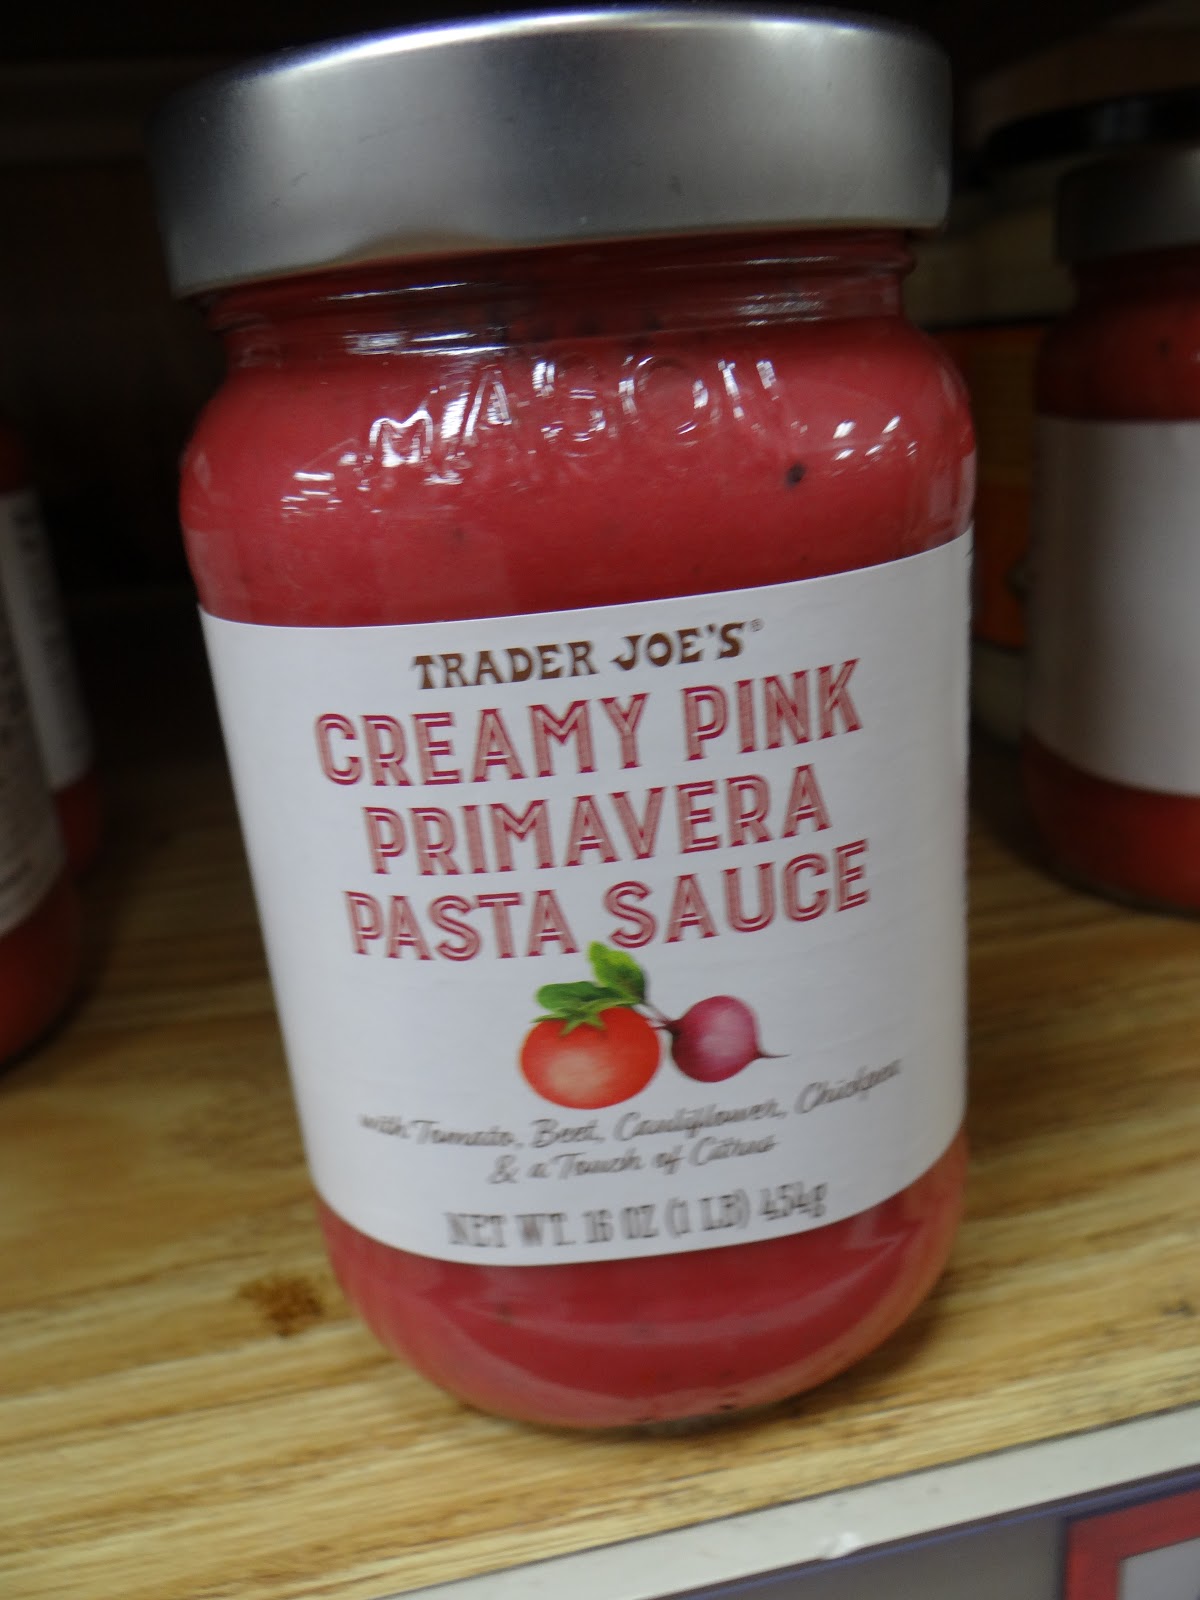 MASON
TRADER JOE'S®
CREAMY PINK
PRIMAVERA
PASTA SAUCE
with Tomato, Beet, Cauliflower, Chickpea
& a Touch of Citrus
NET WT. 16 OZ (1 LB) 454g